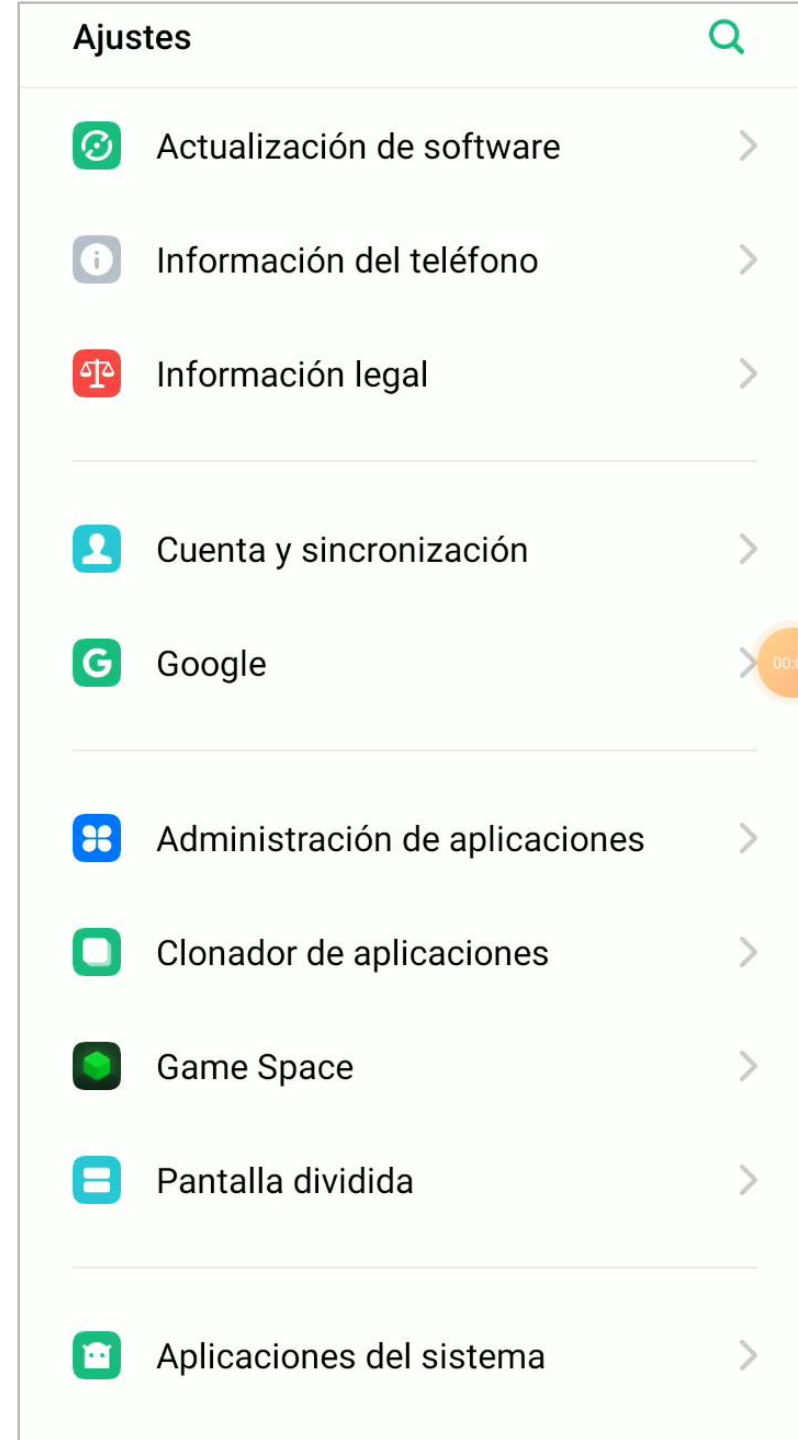 Ajustes
Actualización de software
Información del teléfono
Información legal
Cuenta y sincronización
Google
Administración de aplicaciones
Clonador de aplicaciones
Game Space
Pantalla dividida
Aplicaciones del sistema